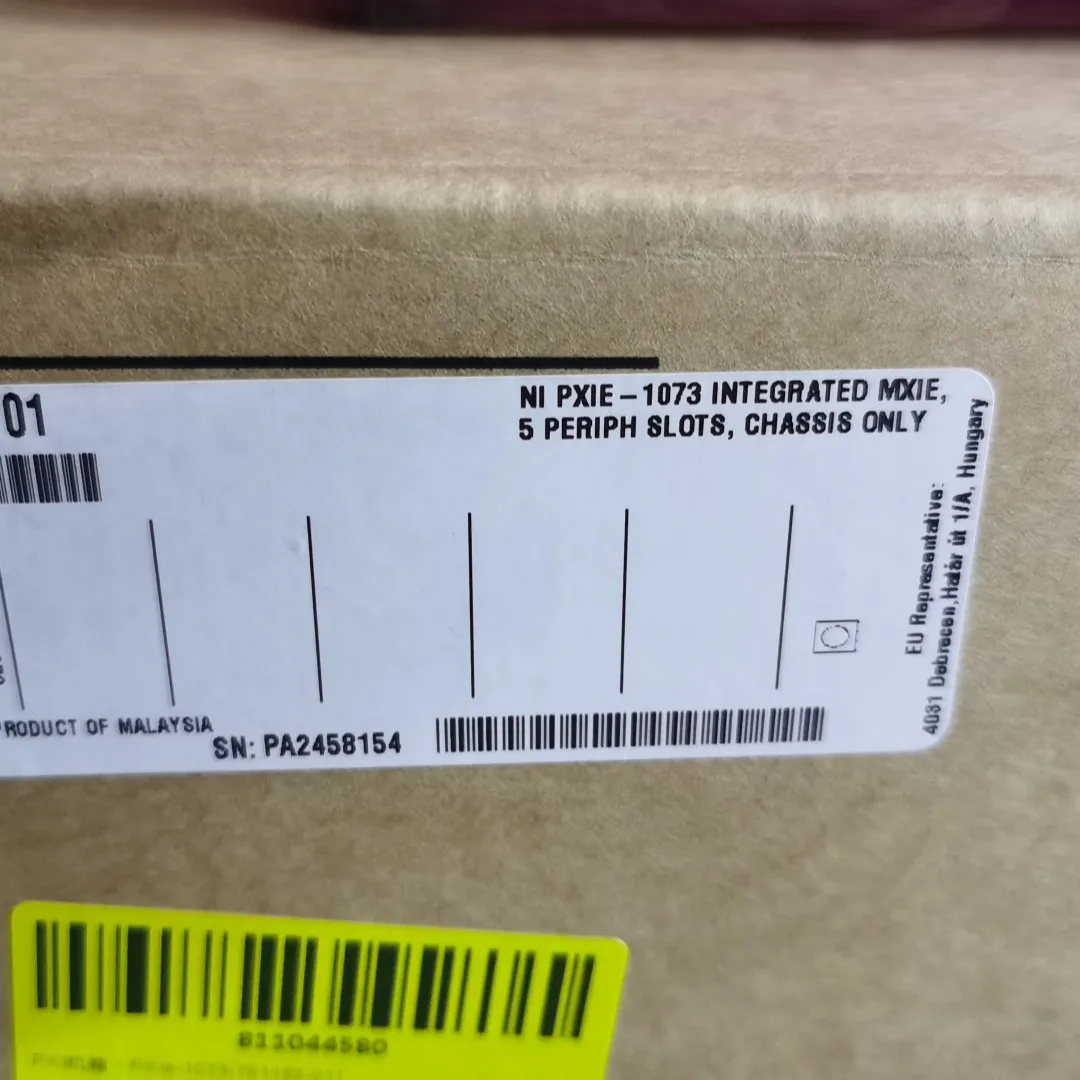 01
NI PXIE-1073 INTEGRATED MXIE,
5 PERIPH SLOTS, CHASSIS ONLY
EU Representative:
4031 Debrecen, Határ út 1/A, Hungary
PRODUCT OF MALAYSIA
SN: PA2458154
811044580